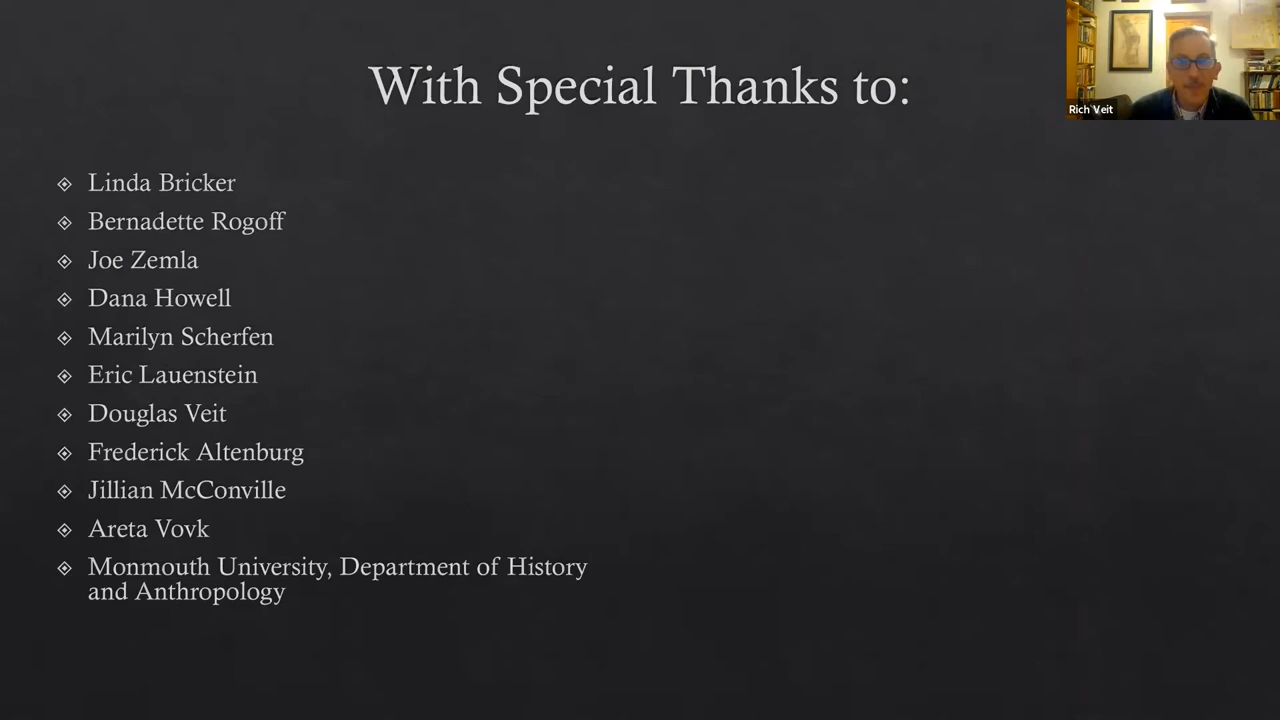 With Special Thanks to:
Rich Veit
Linda Bricker
Bernadette Rogoff
Joe Zemla
Dana Howell
Marilyn Scherfen
Eric Lauenstein
Douglas Veit
Frederick Altenburg
Jillian McConville
Areta Vovk
Monmouth University, Department of History
and Anthropology